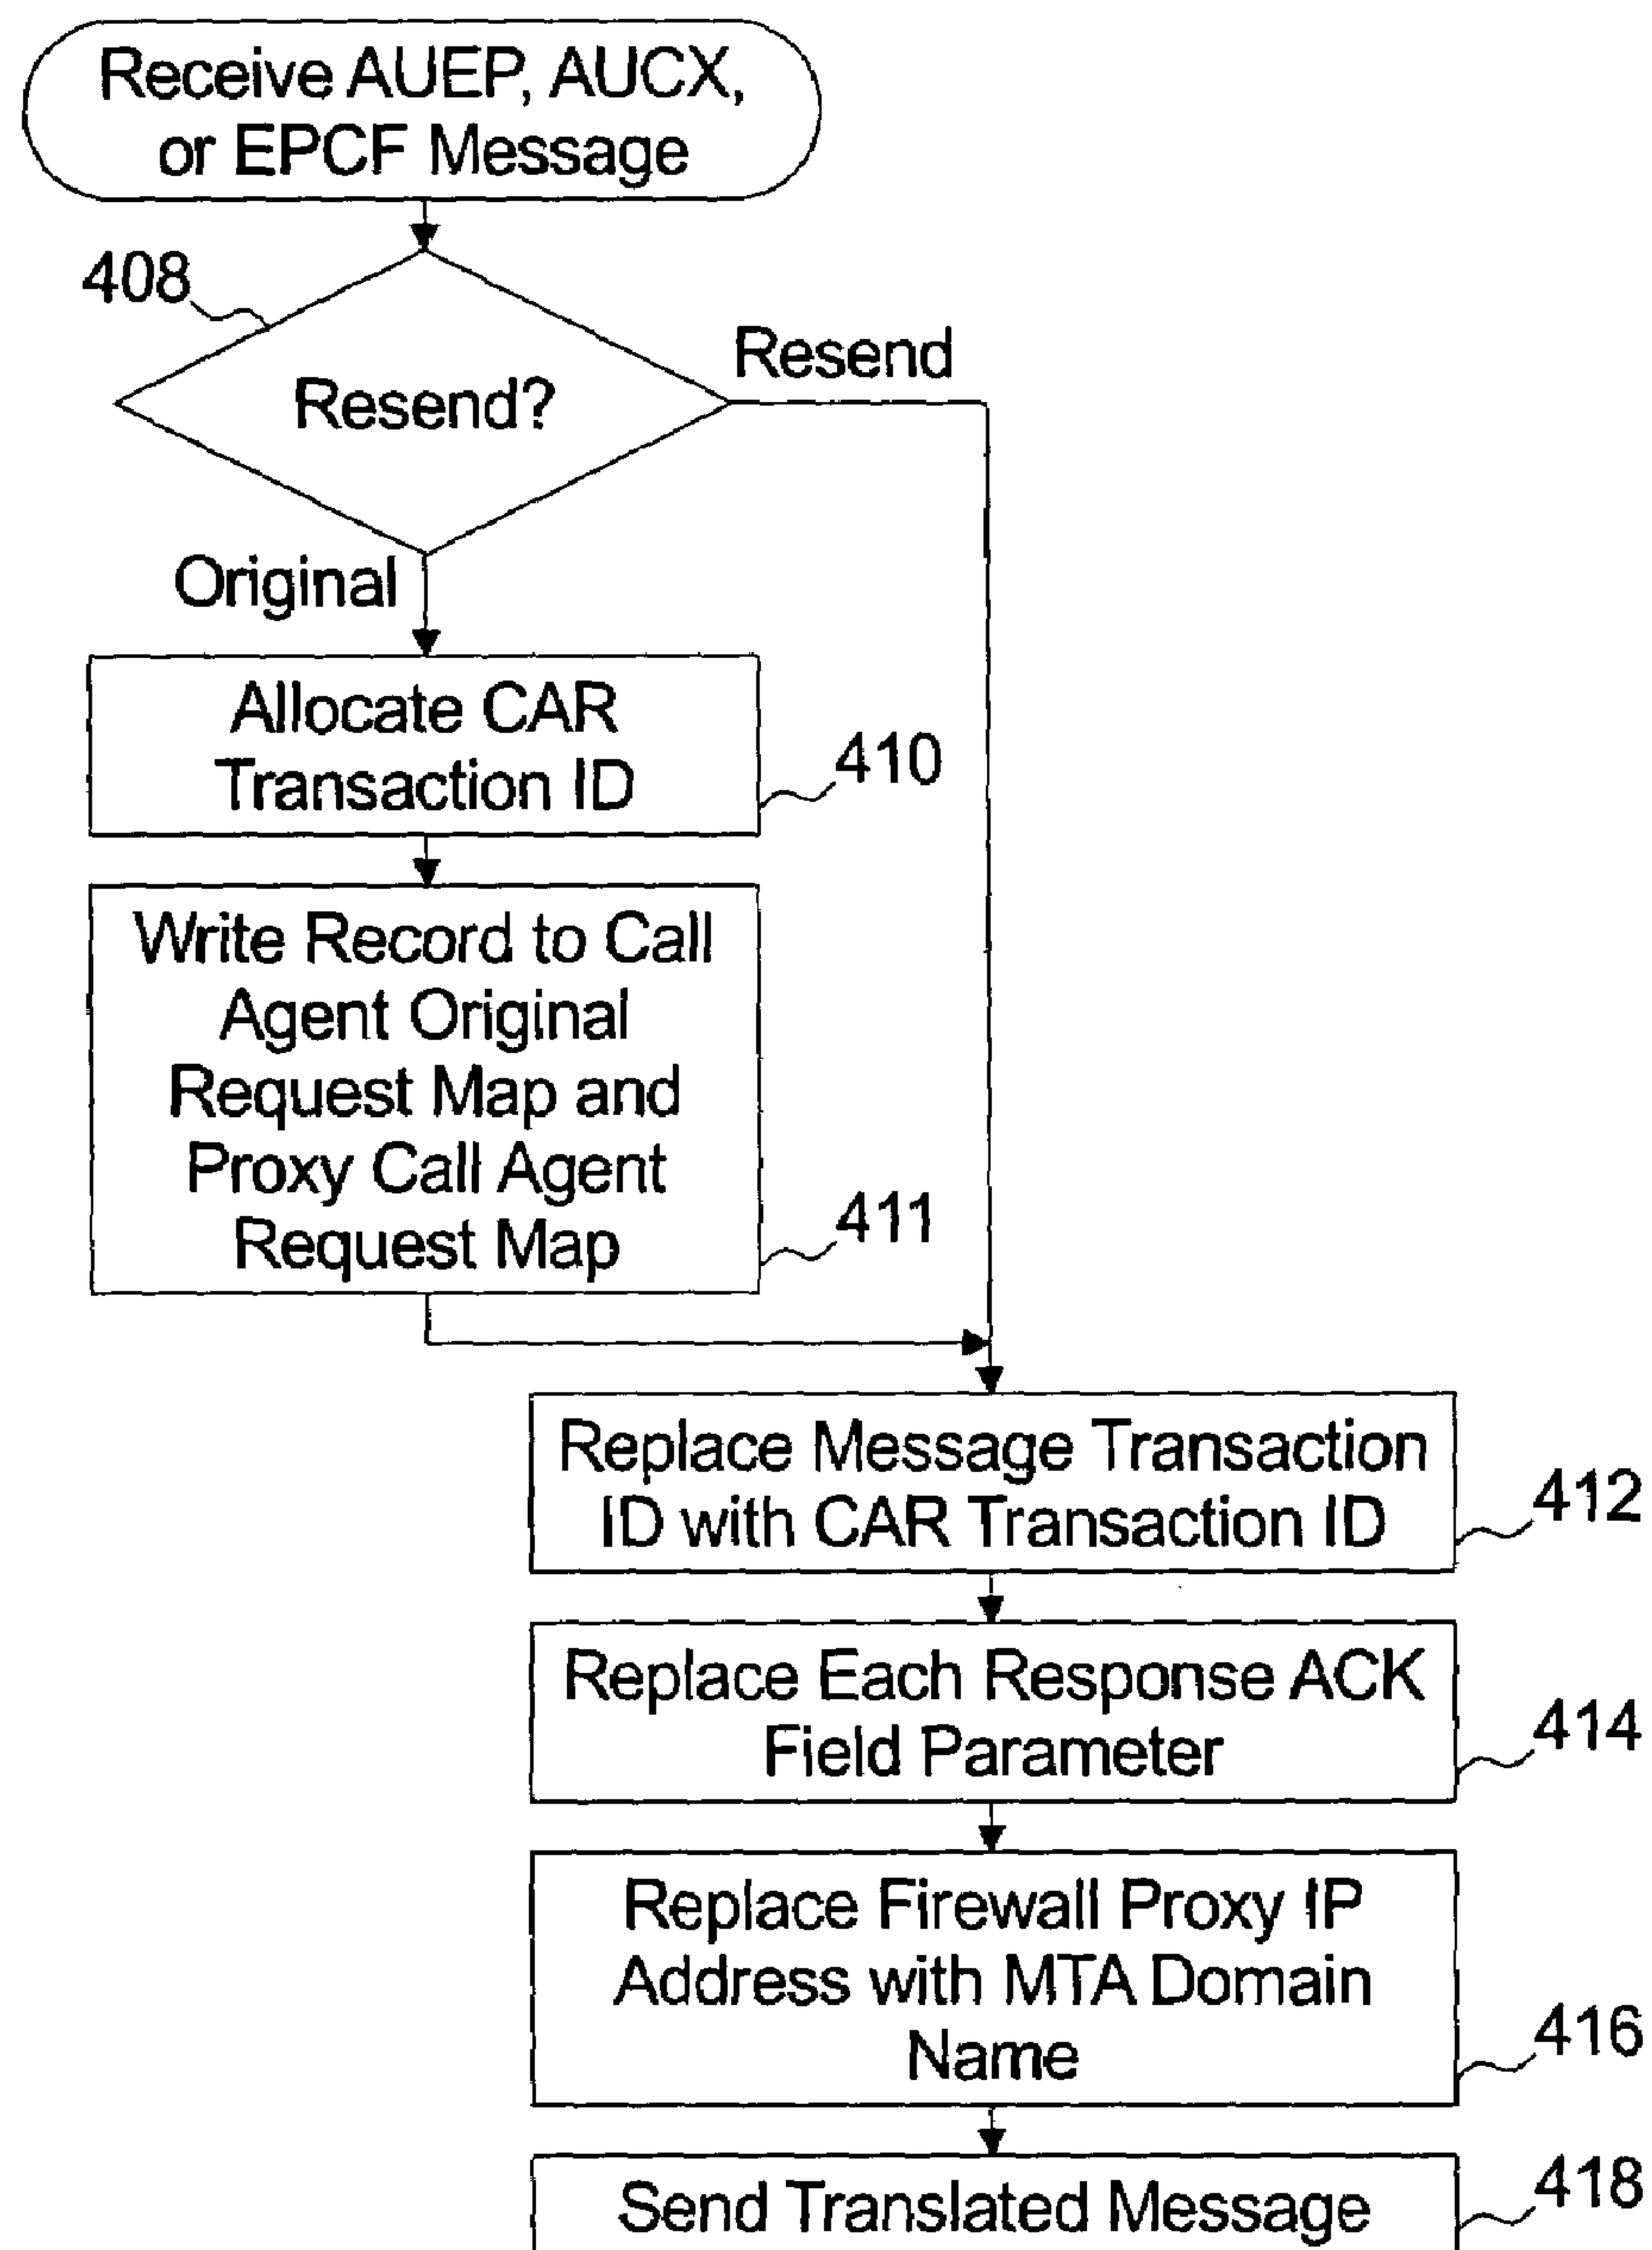 Receive AUEP, AUCX,
or EPCF Message
408
Resend?
Resend
Original
Allocate CAR
Transaction ID
410
Write Record to Call
Agent Original
Request Map and
Proxy Call Agent
Request Map
411
Replace Message Transaction
ID with CAR Transaction ID
412
Replace Each Response ACK
Field Parameter
414
Replace Firewall Proxy IP
Address with MTA Domain
Name
416
Send Translated Message
418